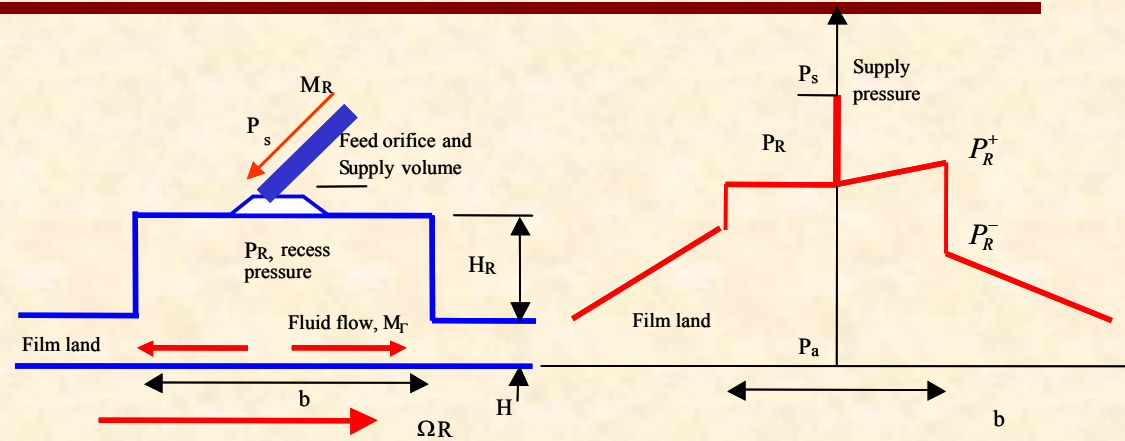 MR
P s
Feed orifice and
Supply volume
PR, recess
pressure
HR
Fluid flow, MΓ
Film land
b
H
ΩR
Ps
Supply
pressure
PR
P_R^+
P_R^-
Film land
Pa
b